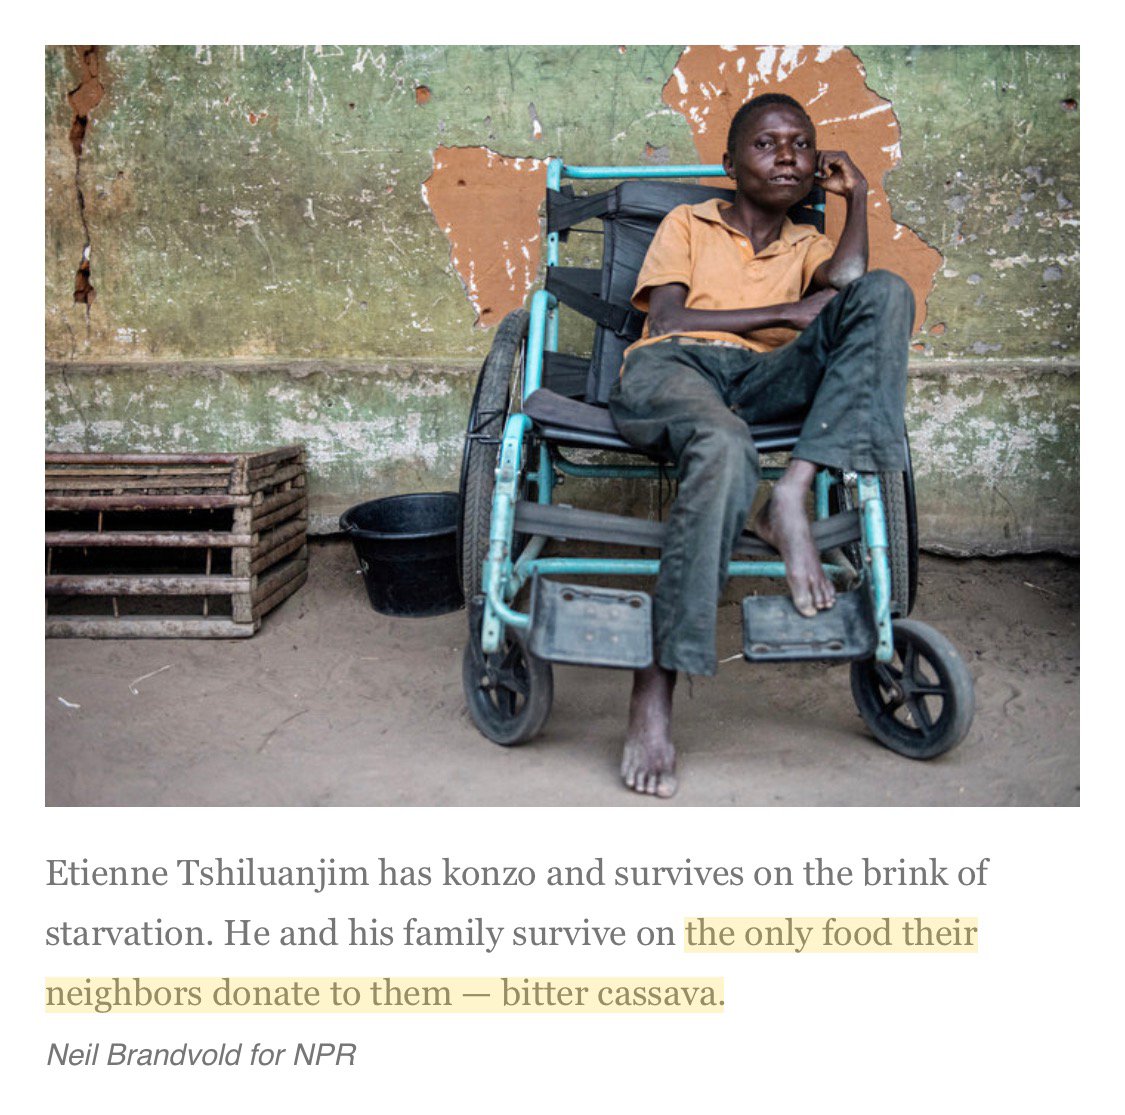 Etienne Tshiluanjim has konzo and survives on the brink of
starvation. He and his family survive on the only food their
neighbors donate to them — bitter cassava.
Neil Brandvold for NPR